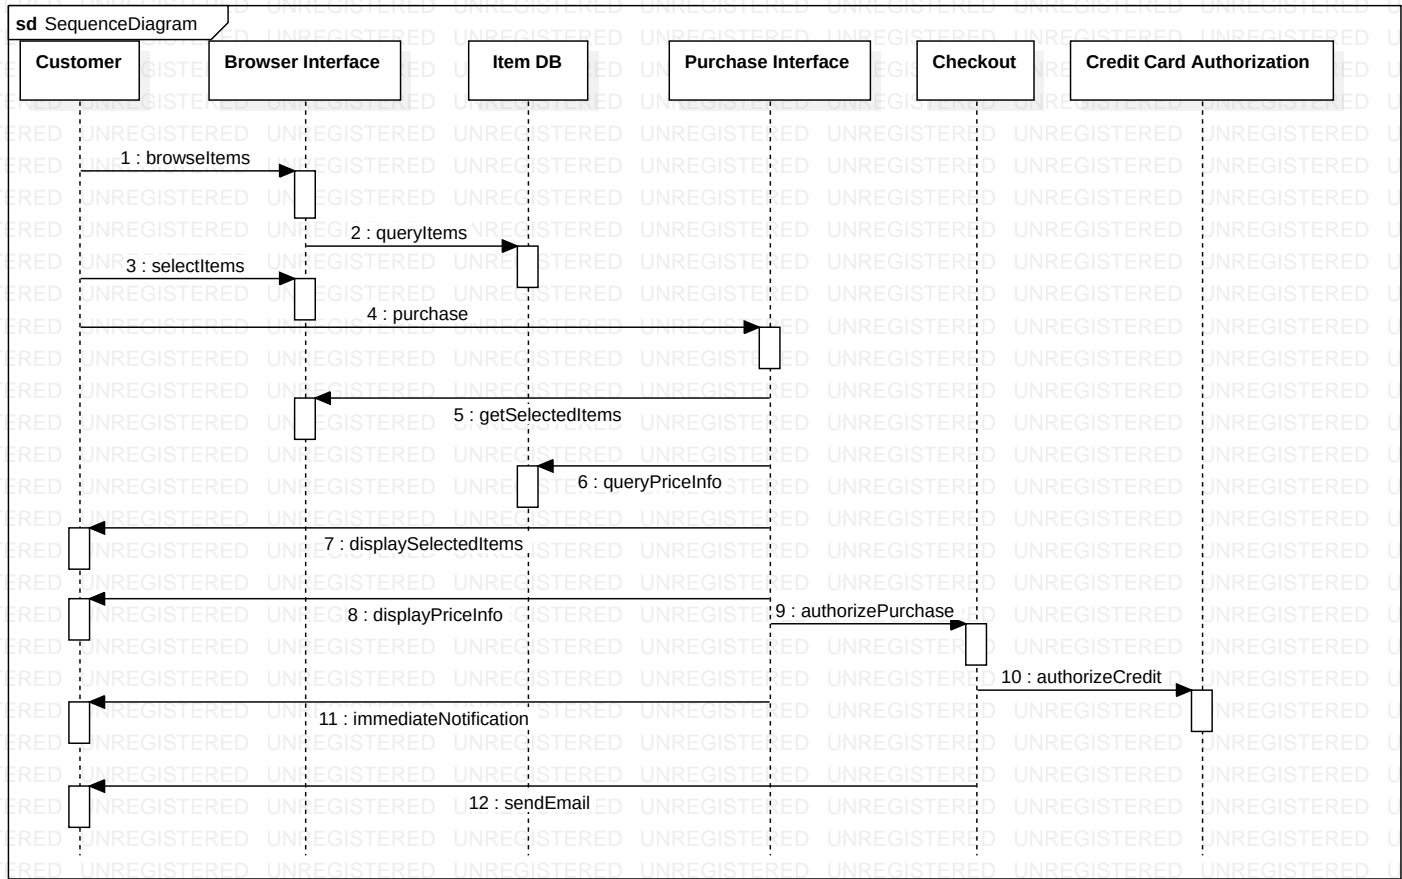 sd SequenceDiagram
Customer
Browser Interface
Item DB
Purchase Interface
Checkout
Credit Card Authorization
1 : browseItems
2 : queryItems
3 : selectItems
4 : purchase
5 : getSelectedItems
6 : queryPriceInfo
7 : displaySelectedItems
8 : displayPriceInfo
9 : authorizePurchase
10 : authorizeCredit
11 : immediateNotification
12 : sendEmail
UNREGISTERED